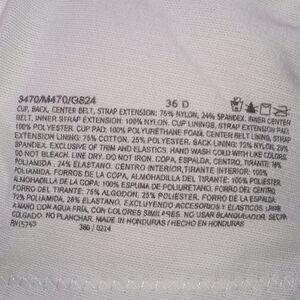 9470/M470/G824 36 D
CUP, BACK, CENTER BELT, STRAP EXTENSION: 76% NYLON, 24% SPANDEX. INNER CENTER
BELT, INNER STRAP EXTENSION: 100% NYLON. CUP LININGS, STRAP EXTENSION PAD:
100% POLYESTER. CUP PAD: 100% POLYURETHANE FOAM. CENTER BELT LINING, STRAP
EXTENSION LINING: 75% COTTON, 25% POLYESTER. BACK LINING: 72% NYLON, 28%
SPANDEX. EXCLUSIVE OF TRIM AND ELASTICS. HAND WASH COLD WITH LIKE COLORS.
DO NOT BLEACH. LINE DRY. DO NOT IRON. COPA, ESPALDA, CENTRO, TIRANTE: 76%
POLIAMIDA, 24% ELASTANO. CENTRO INTERIOR, TIRANTE INTERIOR: 100%
POLIAMIDA. FORROS DE LA COPA, ALMOHADILLA DEL TIRANTE: 100% POLIESTER.
ALMOHADILLA DE LA COPA: 100% ESPUMA DE POLIURETANO. FORRO DEL CENTRO,
FORRO DEL TIRANTE: 75% ALGODON, 25% POLIESTER. FORRO DE LA ESPALDA:
72% POLIAMIDA, 28% ELASTANO. EXCLUYENDO ACCESORIOS Y ELASTICOS. LAVAR
A MANO CON AGUA FRIA, CON COLORES SIMILARES. NO USAR BLANQUEADOR. SECAR
COLGADO. NO PLANCHAR. MADE IN HONDURAS / HECHO EN HONDURAS
RN15763 380 / 0224